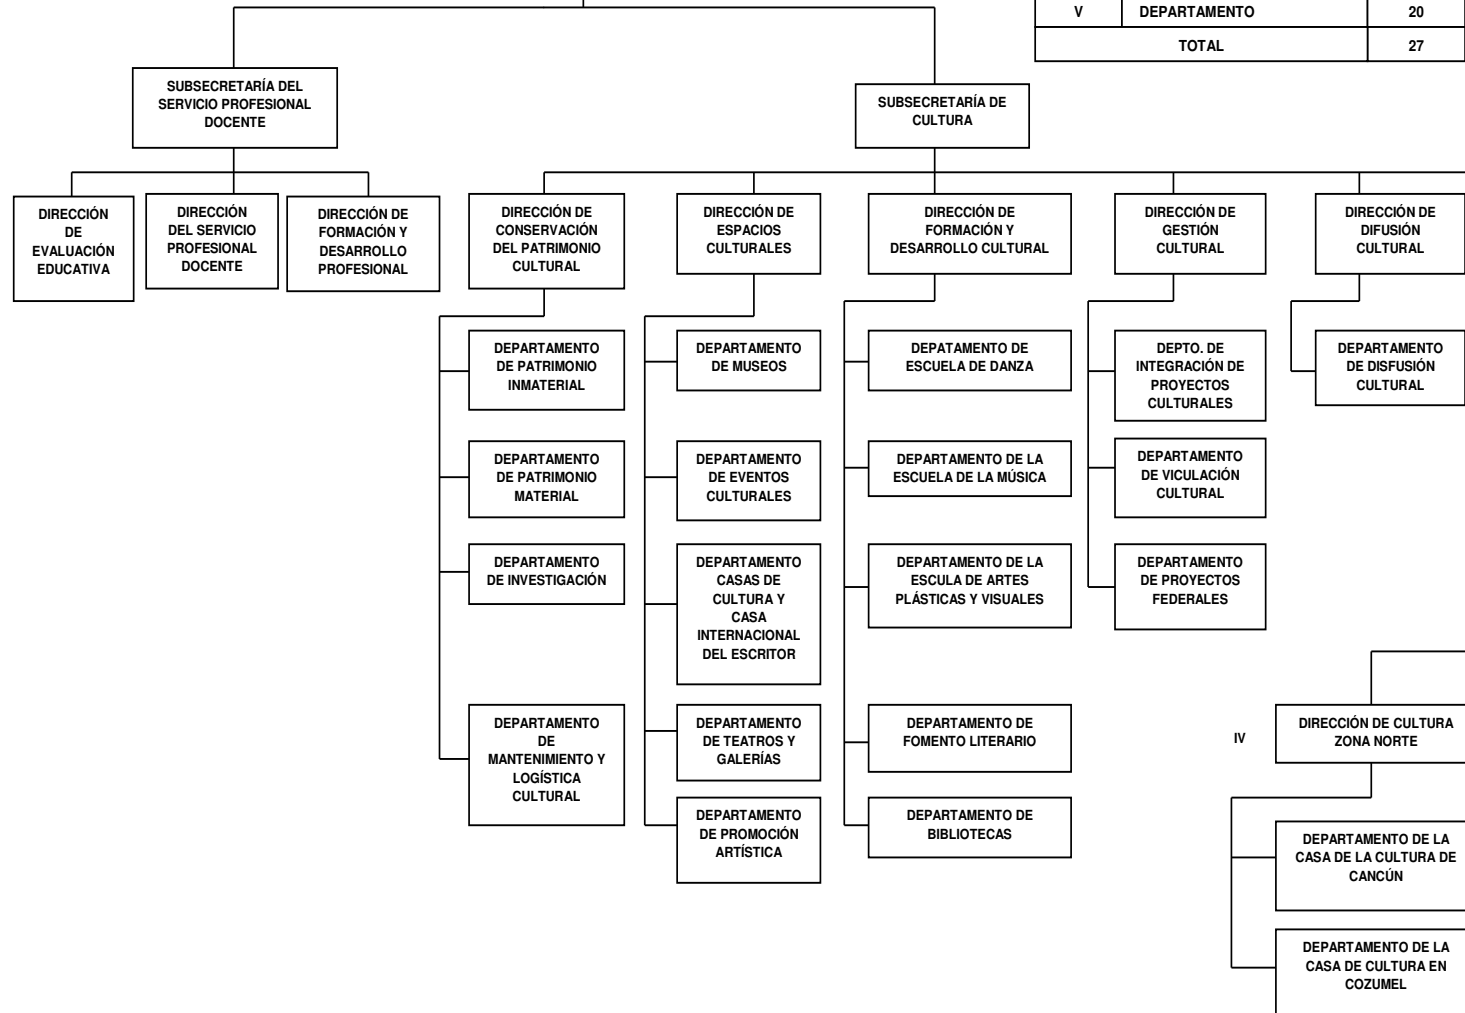 V DEPARTAMENTO 20
TOTAL 27
SUBSECRETARÍA DEL
SERVICIO PROFESIONAL
DOCENTE
SUBSECRETARÍA DE
CULTURA
DIRECCIÓN
DE
EVALUACIÓN
EDUCATIVA
DIRECCIÓN
DEL SERVICIO
PROFESIONAL
DOCENTE
DIRECCIÓN DE
FORMACIÓN Y
DESARROLLO
PROFESIONAL
DIRECCIÓN DE
CONSERVACIÓN
DEL PATRIMONIO
CULTURAL
DIRECCIÓN DE
ESPACIOS
CULTURALES
DIRECCIÓN DE
FORMACIÓN Y
DESARROLLO CULTURAL
DIRECCIÓN DE
GESTIÓN
CULTURAL
DIRECCIÓN DE
DIFUSIÓN
CULTURAL
DEPARTAMENTO
DE PATRIMONIO
INMATERIAL
DEPARTAMENTO
DE MUSEOS
DEPATAMENTO DE
ESCUELA DE DANZA
DEPTO. DE
INTEGRACIÓN DE
PROYECTOS
CULTURALES
DEPARTAMENTO
DE DISFUSIÓN
CULTURAL
DEPARTAMENTO
DE PATRIMONIO
MATERIAL
DEPARTAMENTO
DE EVENTOS
CULTURALES
DEPARTAMENTO DE LA
ESCUELA DE LA MÚSICA
DEPARTAMENTO
DE VICULACIÓN
CULTURAL
DEPARTAMENTO
DE INVESTIGACIÓN
DEPARTAMENTO
CASAS DE
CULTURA Y
CASA
INTERNACIONAL
DEL ESCRITOR
DEPARTAMENTO DE LA
ESCULA DE ARTES
PLÁSTICAS Y VISUALES
DEPARTAMENTO
DE PROYECTOS
FEDERALES
DEPARTAMENTO
DE
MANTENIMIENTO Y
LOGÍSTICA
CULTURAL
DEPARTAMENTO
DE TEATROS Y
GALERÍAS
DEPARTAMENTO DE
FOMENTO LITERARIO
IV
DIRECCIÓN DE CULTURA
ZONA NORTE
DEPARTAMENTO
DE PROMOCIÓN
ARTÍSTICA
DEPARTAMENTO DE
BIBLIOTECAS
DEPARTAMENTO DE LA
CASA DE LA CULTURA DE
CANCÚN
DEPARTAMENTO DE LA
CASA DE CULTURA EN
COZUMEL